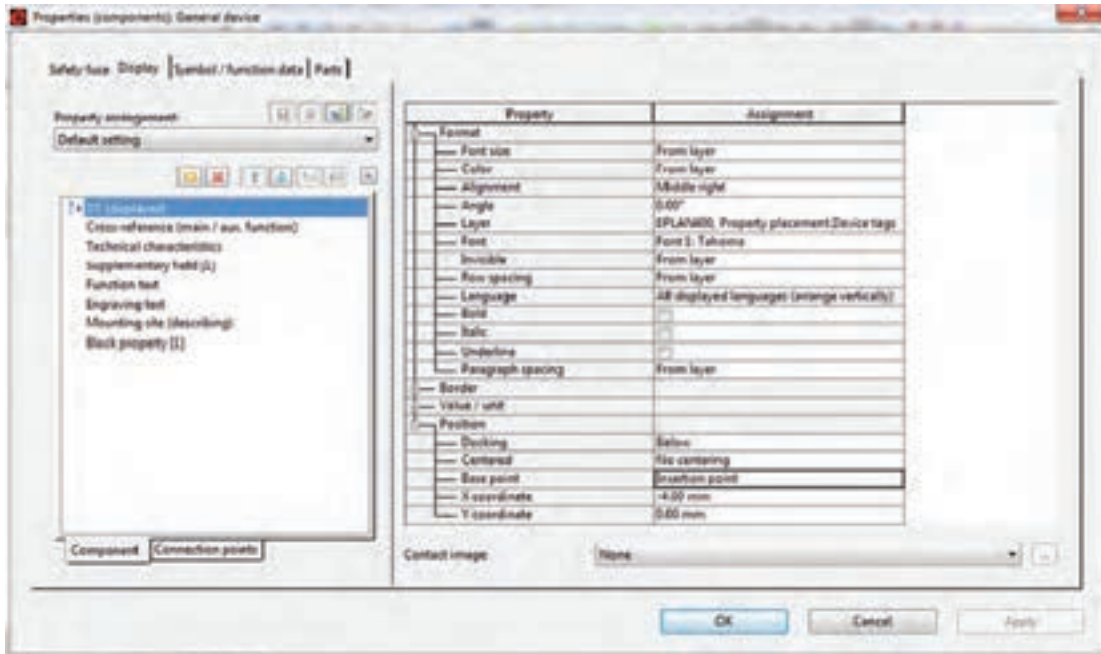 Properties (components): General device
Safety fuse Display Symbol / function data Parts
Property arrangement:
Default setting
(displayed)
Cross-reference (main / aux. function)
Technical characteristics
Supplementary field [1]
Function text
Engraving text
Mounting site (describing)
Block property [1]
Component Connection points
Property Assignment
Format
Font size From layer
Color From layer
Alignment Middle right
Angle 0.00°
Layer EPLAN400, Property placement.Device tags
Font Font 1: Tahoma
Invisible From layer
Row spacing From layer
Language All displayed languages (arrange vertically)
Bold
Italic
Underline
Paragraph spacing From layer
Border
Value / unit
Position
Docking Below
Centered No centering
Base point Insertion point
X coordinate -4.00 mm
Y coordinate 0.00 mm
Contact image: None
OK Cancel Apply